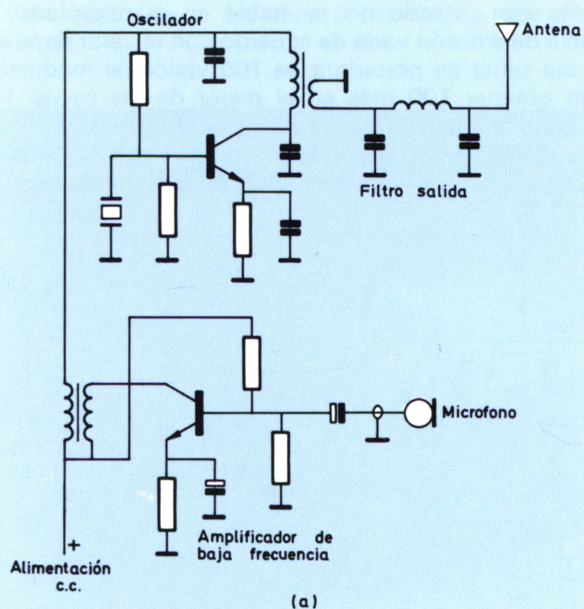 Oscilador
Antena
Filtro salida
Microfono
Amplificador de
baja frecuencia
+
Alimentación
c.c.
(a)